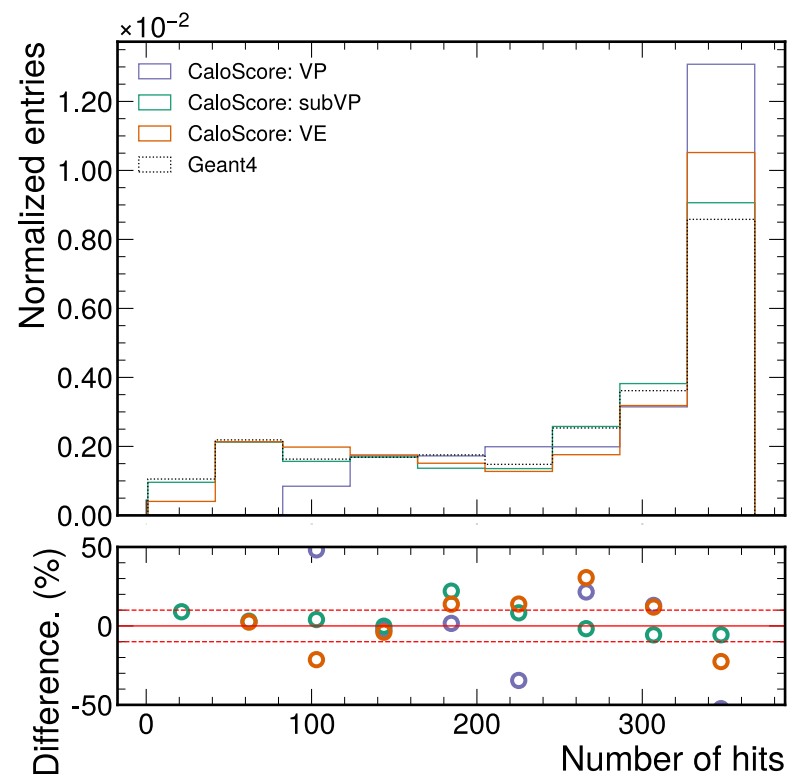 ×10⁻²
Normalized entries
1.20
1.00
0.80
0.60
0.40
0.20
0.00
CaloScore: VP
CaloScore: subVP
CaloScore: VE
Geant4
Difference. (%)
50
0
-50
0 100 200 300
Number of hits